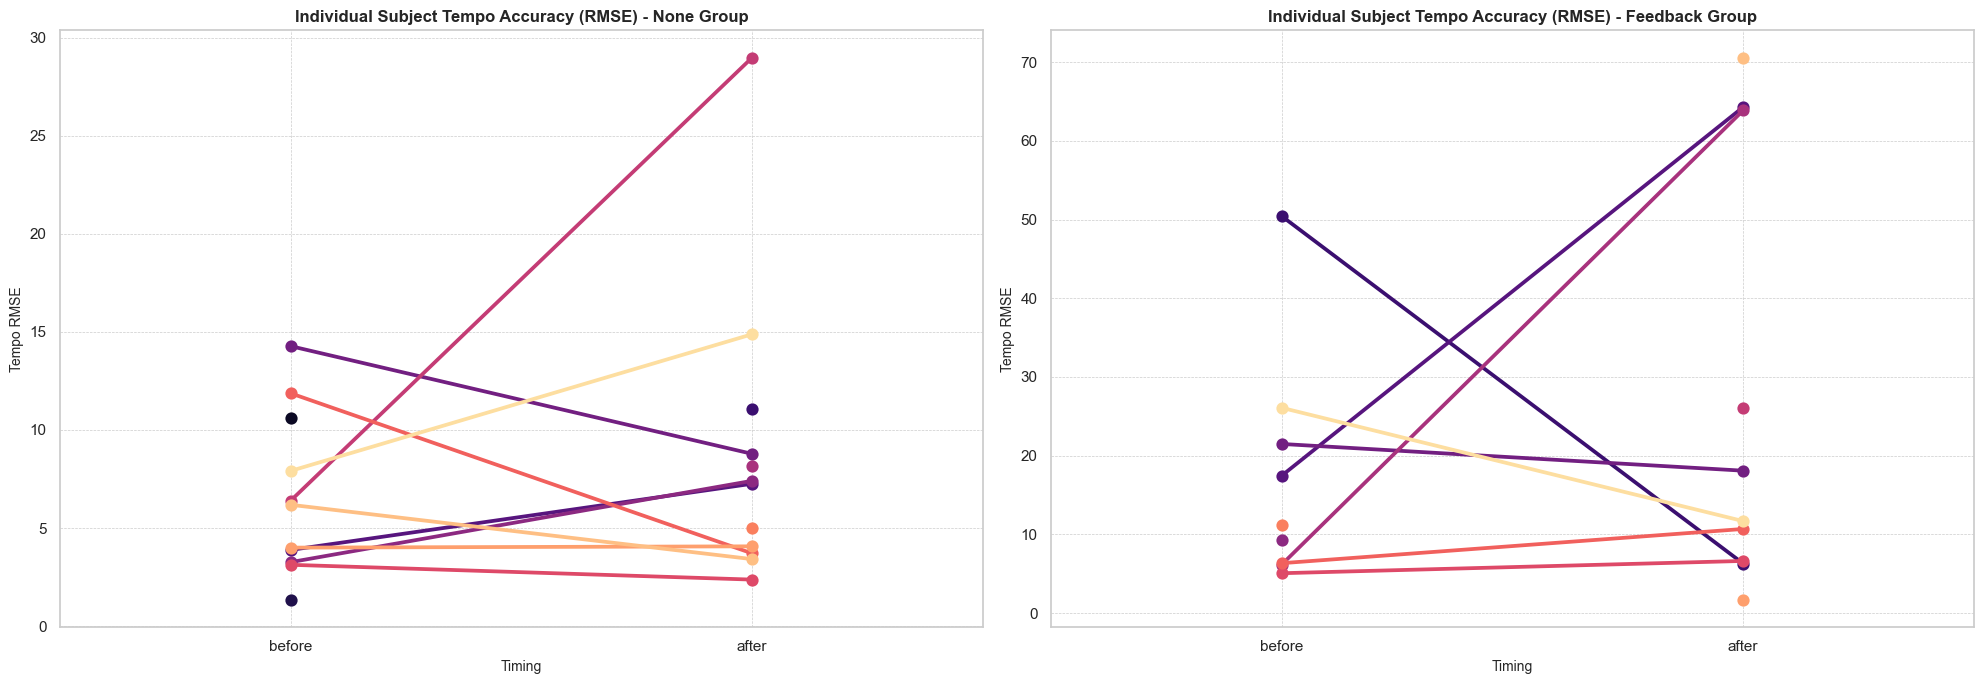 Individual Subject Tempo Accuracy (RMSE) - None Group
30
25
20
15
10
5
0
Tempo RMSE
before
after
Timing
Individual Subject Tempo Accuracy (RMSE) - Feedback Group
70
60
50
40
30
20
10
0
Tempo RMSE
before
after
Timing